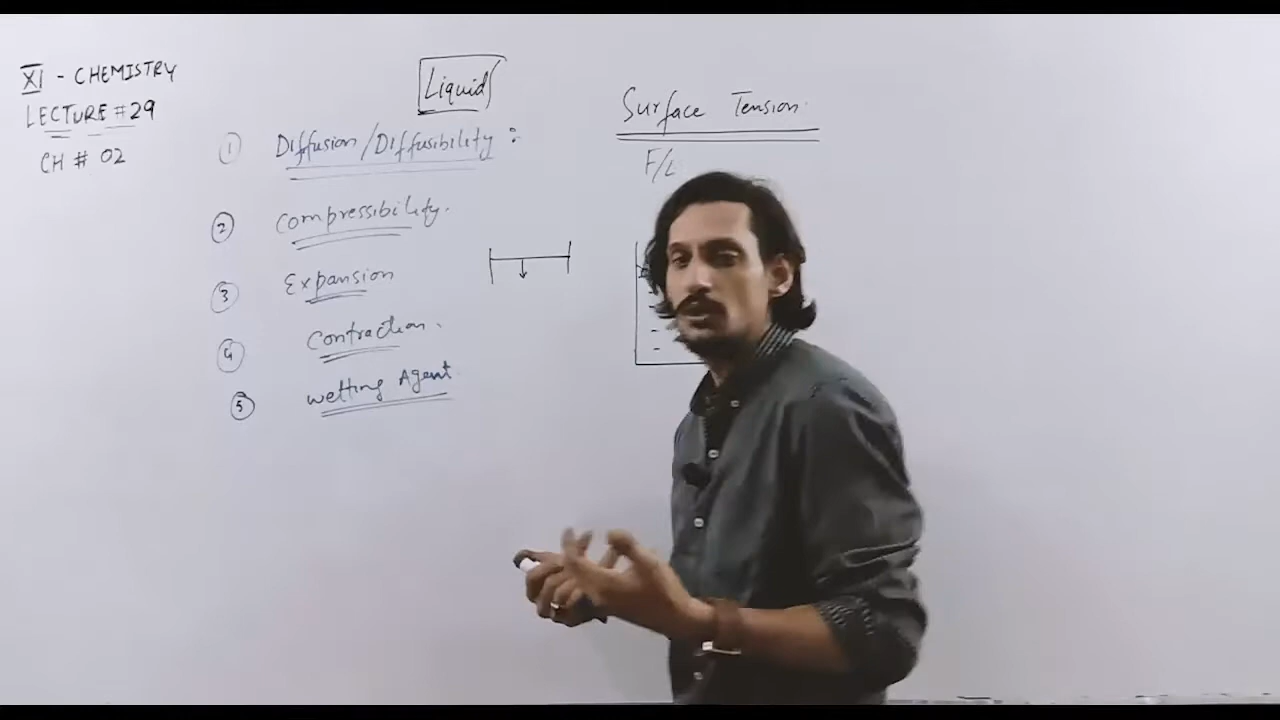 XI - CHEMISTRY
LECTURE #29
CH # 02
Liquid
① Diffusion/Diffusibility :
② Compressibility.
③ Expansion
④ Contraction.
⑤ Wetting Agent.
Surface Tension.
F/L